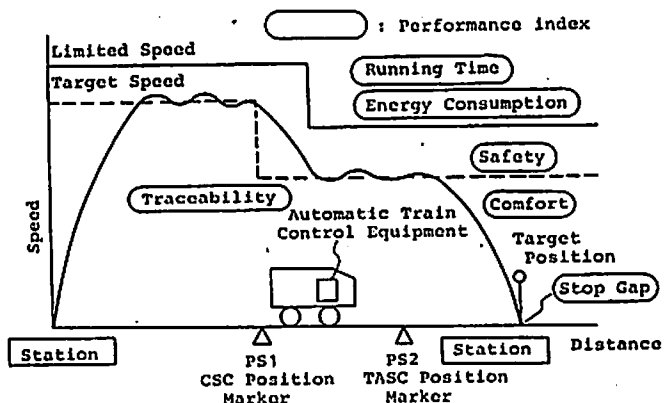 : Performance index
Limited Speed
Running Time
Target Speed
Energy Consumption
Safety
Traceability
Comfort
Automatic Train
Control Equipment
Speed
Target
Position
Stop Gap
Station
PS1
CSC Position
Marker
PS2
TASC Position
Marker
Station
Distance